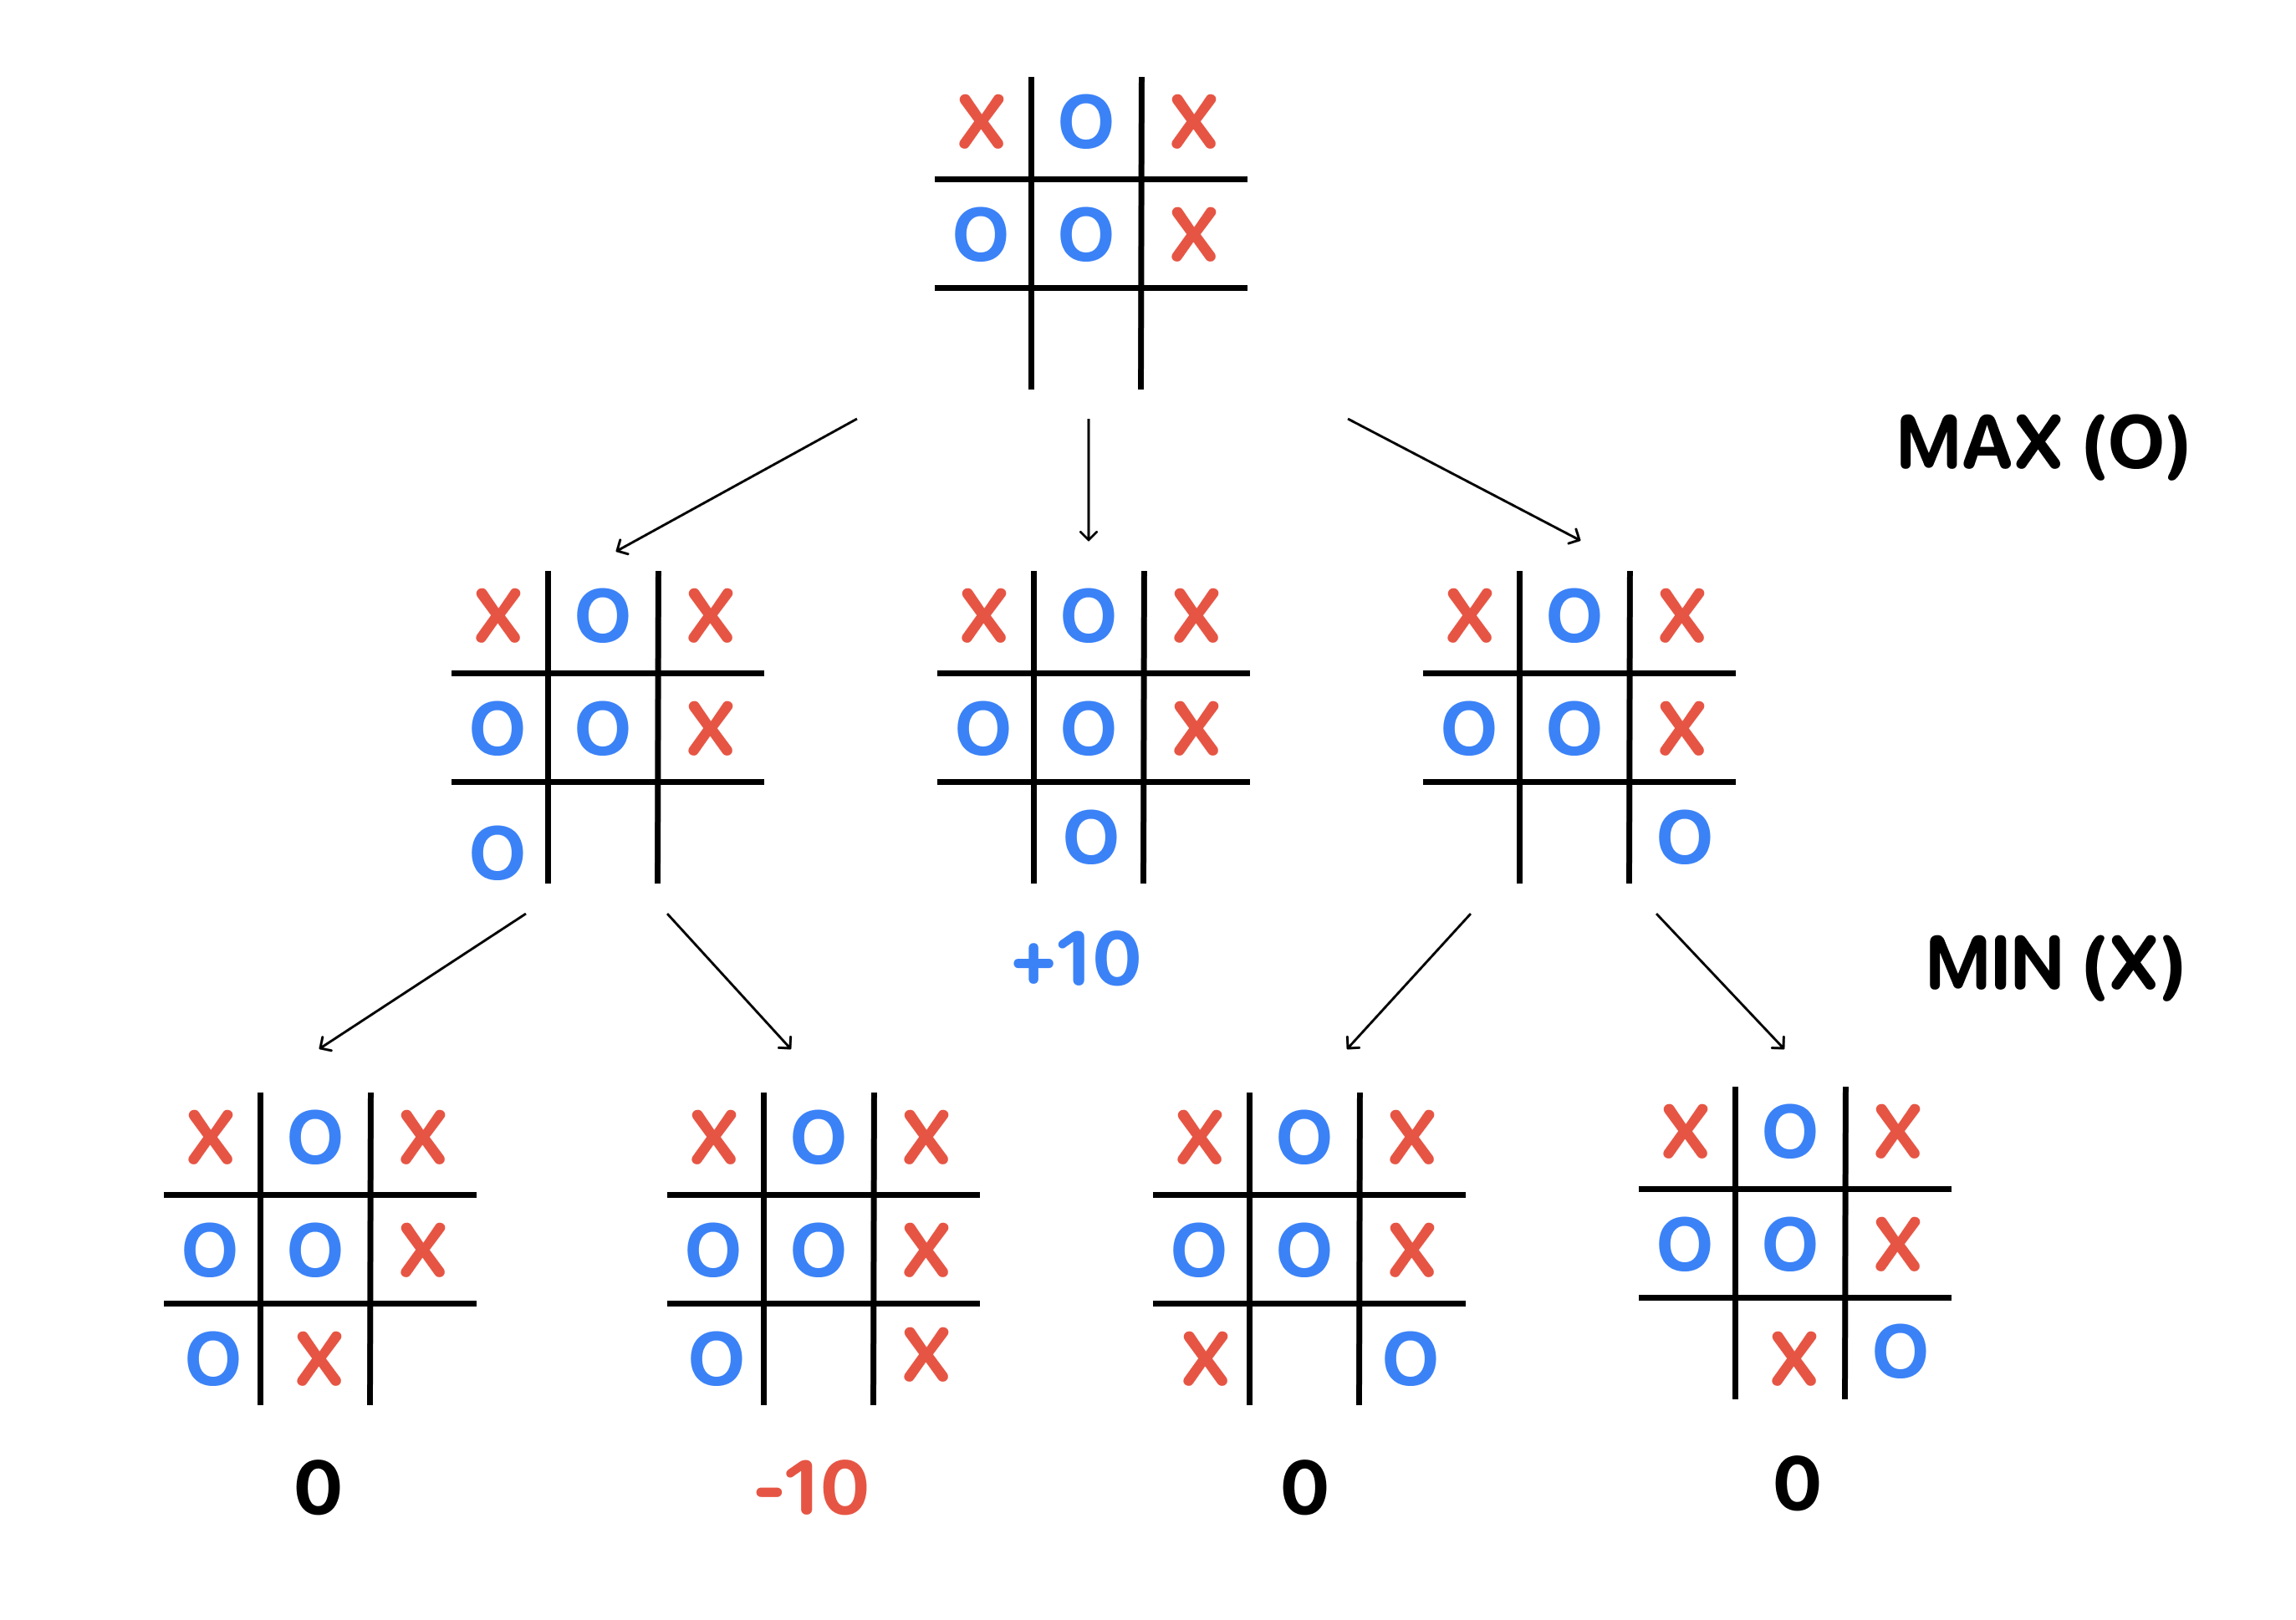 X O X
O O X
MAX (O)
X O X X O X X O X
O O X O O X O O X
O O O
+10
MIN (X)
X O X X O X X O X X O X
O O X O O X O O X O O X
O X O X X O X O
0 -10 0 0